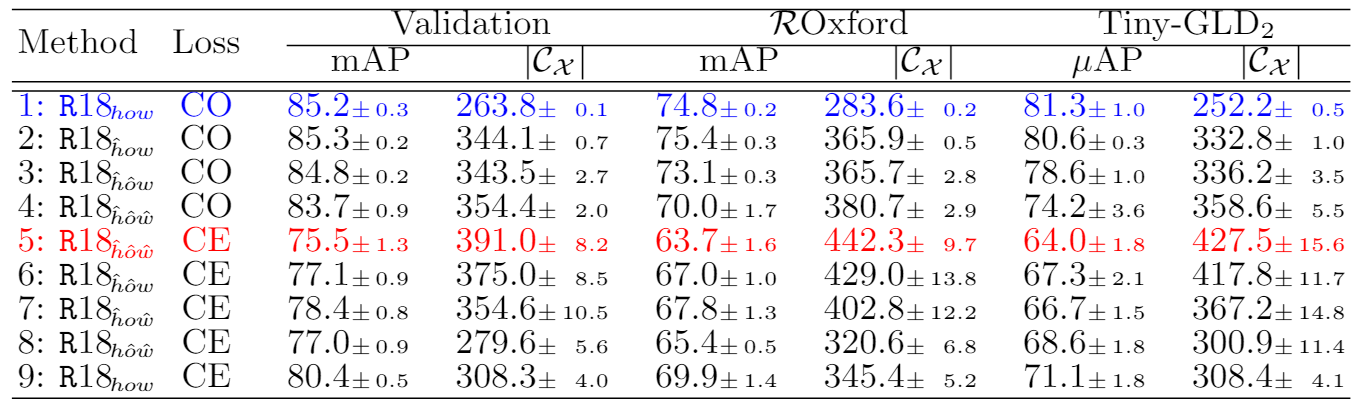 Method Loss Validation ℛOxford Tiny-GLD₂
mAP |𝒞_𝒳| mAP |𝒞_𝒳| μAP |𝒞_𝒳|
1: R18_how CO 85.2± 0.3 263.8± 0.1 74.8± 0.2 283.6± 0.2 81.3± 1.0 252.2± 0.5
2: R18_ĥow CO 85.3± 0.2 344.1± 0.7 75.4± 0.3 365.9± 0.5 80.6± 0.3 332.8± 1.0
3: R18_ĥôw CO 84.8± 0.2 343.5± 2.7 73.1± 0.3 365.7± 2.8 78.6± 1.0 336.2± 3.5
4: R18_ĥôŵ CO 83.7± 0.9 354.4± 2.0 70.0± 1.7 380.7± 2.9 74.2± 3.6 358.6± 5.5
5: R18_ĥôŵ CE 75.5± 1.3 391.0± 8.2 63.7± 1.6 442.3± 9.7 64.0± 1.8 427.5± 15.6
6: R18_ĥôw CE 77.1± 0.9 375.0± 8.5 67.0± 1.0 429.0± 13.8 67.3± 2.1 417.8± 11.7
7: R18_ĥoŵ CE 78.4± 0.8 354.6± 10.5 67.8± 1.3 402.8± 12.2 66.7± 1.5 367.2± 14.8
8: R18_hôŵ CE 77.0± 0.9 279.6± 5.6 65.4± 0.5 320.6± 6.8 68.6± 1.8 300.9± 11.4
9: R18_how CE 80.4± 0.5 308.3± 4.0 69.9± 1.4 345.4± 5.2 71.1± 1.8 308.4± 4.1